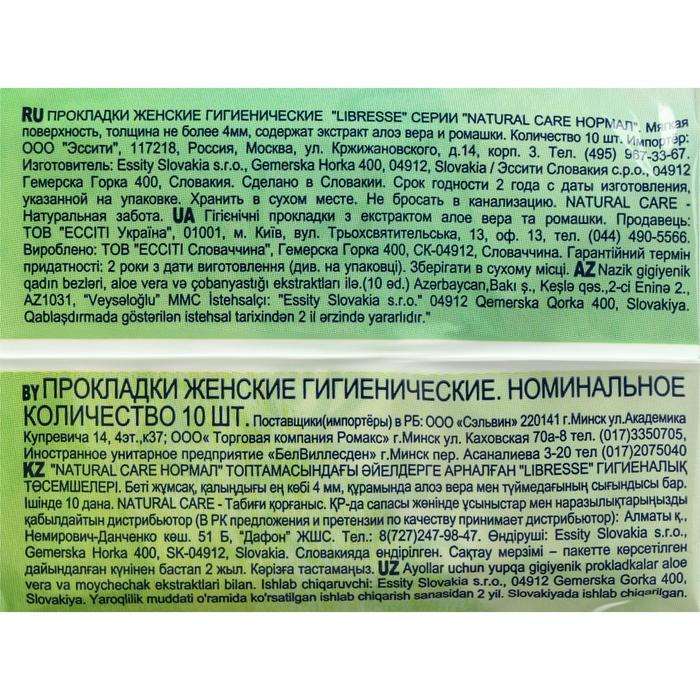 RU ПРОКЛАДКИ ЖЕНСКИЕ ГИГИЕНИЧЕСКИЕ "LIBRESSE" СЕРИИ "NATURAL CARE НОРМАЛ". Мягкая
поверхность, толщина не более 4мм, содержат экстракт алоэ вера и ромашки. Количество 10 шт. Импортёр:
ООО "Эссити", 117218, Россия, Москва, ул. Кржижановского, д.14, корп. 3. Тел. (495) 967-33-67.
Изготовитель: Essity Slovakia s.r.o., Gemerska Horka 400, 04912, Slovakia / Эссити Словакия с.р.о., 04912
Гемерска Горка 400, Словакия. Сделано в Словакии. Срок годности 2 года с даты изготовления,
указанной на упаковке. Хранить в сухом месте. Не бросать в канализацию. NATURAL CARE -
Натуральная забота. UA Гігієнічні прокладки з екстрактом алое вера та ромашки. Продавець:
ТОВ "ЕССІТІ Україна", 01001, м. Київ, вул. Трьохсвятительська, 13, оф. 13, тел. (044) 490-5566.
Вироблено: ТОВ "ЕССІТІ Словаччина", Гемерска Горка 400, СК-04912, Словаччина. Гарантійний термін
придатності: 2 роки з дати виготовлення (див. на упаковці). Зберігати в сухому місці. AZ Nazik gigiyenik
qadın bezləri, aloe vera və çobanyastığı ekstraktları ilə.(10 əd.) Azərbaycan,Bakı ş., Keşlə qəs.,2-ci Eninə 2.,
AZ1031, "Veysəloğlu" MMC İstehsalçı: "Essity Slovakia s.r.o." 04912 Qemerska Qorka 400, Slovakiya.
Qablaşdırmada göstərilən istehsal tarixindən 2 il ərzində yararlıdır."
BY ПРОКЛАДКИ ЖЕНСКИЕ ГИГИЕНИЧЕСКИЕ. НОМИНАЛЬНОЕ
КОЛИЧЕСТВО 10 ШТ. Поставщики(импортёры) в РБ: ООО «Сэльвин» 220141 г.Минск ул.Академика
Купревича 14, 4эт.,к37; ООО« Торговая компания Ромакс» г.Минск ул. Каховская 70а-8 тел. (017)3350705,
Иностранное унитарное предприятие «БелВиллесден» г.Минск пер. Асаналиева 3-20 тел.(017)2075040
KZ "NATURAL CARE НОРМАЛ" ТОПТАМАСЫНДАҒЫ ӘЙЕЛДЕРГЕ АРНАЛҒАН "LIBRESSE" ГИГИЕНАЛЫҚ
ТӨСЕМШЕЛЕРІ. Беті жұмсақ, қалыңдығы ең көбі 4 мм, құрамында алоэ вера мен түймедағының сығындысы бар.
Ішінде 10 дана. NATURAL CARE - Табиғи қорғаныс. ҚР-да сапасы жөнінде ұсыныстар мен наразылықтарыңызды
қабылдайтын дистрибьютор (В РК предложения и претензии по качеству принимает дистрибьютор): Алматы қ.,
Немирович-Данченко көш. 51 Б, "Дафон" ЖШС. Тел.: 8(727)247-98-47. Өндіруші: Essity Slovakia s.r.o.,
Gemerska Horka 400, SK-04912, Slovakia. Словакияда өндірілген. Сақтау мерзімі – пакетте көрсетілген
дайындалған күнінен бастап 2 жыл. Кәрізға тастамаңыз. UZ Ayollar uchun yupqa gigiyenik prokladkalar aloe
vera va moychechak ekstraktlari bilan. Ishlab chiqaruvchi: Essity Slovakia s.r.o., 04912 Gemerska Gorka 400,
Slovakiya. Yaroqlilik muddati o'ramida ko'rsatilgan ishlab chiqarish sanasidan 2 yil. Slovakiyada ishlab chiqarilgan.